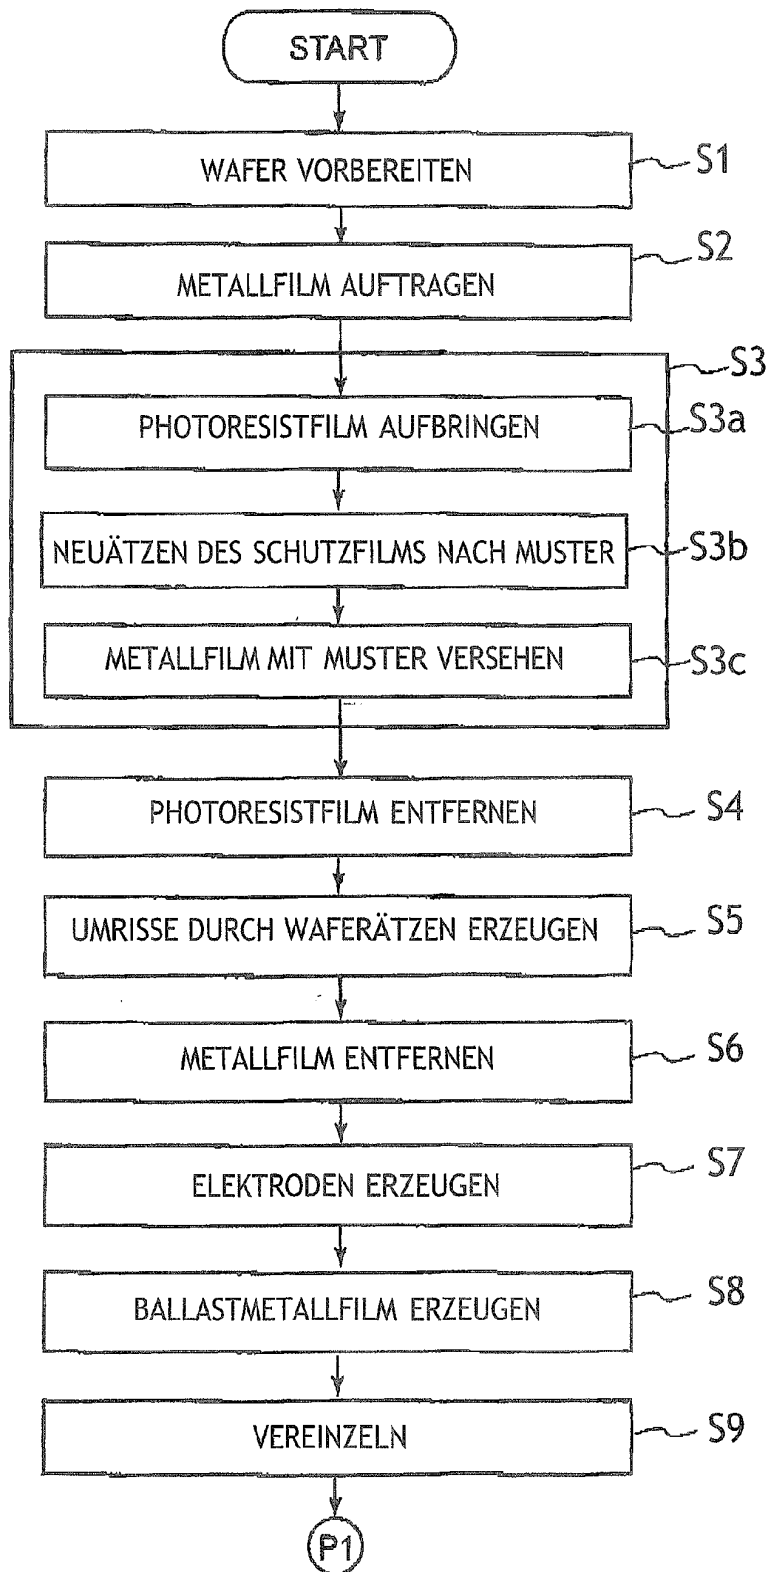 START
WAFER VORBEREITEN
S1
METALLFILM AUFTRAGEN
S2
S3
PHOTORESISTFILM AUFBRINGEN
S3a
NEUÄTZEN DES SCHUTZFILMS NACH MUSTER
S3b
METALLFILM MIT MUSTER VERSEHEN
S3c
PHOTORESISTFILM ENTFERNEN
S4
UMRISSE DURCH WAFERÄTZEN ERZEUGEN
S5
METALLFILM ENTFERNEN
S6
ELEKTRODEN ERZEUGEN
S7
BALLASTMETALLFILM ERZEUGEN
S8
VEREINZELN
S9
P1